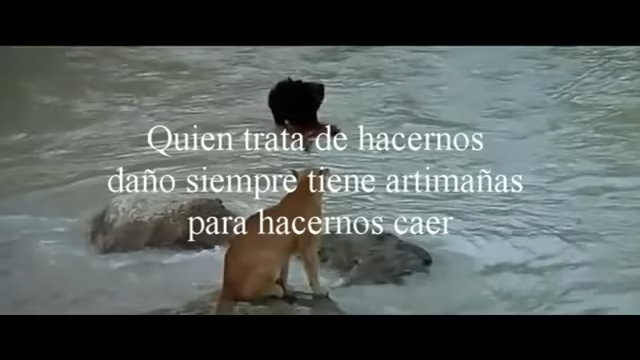 Quien trata de hacernos
daño siempre tiene artimañas
para hacernos caer